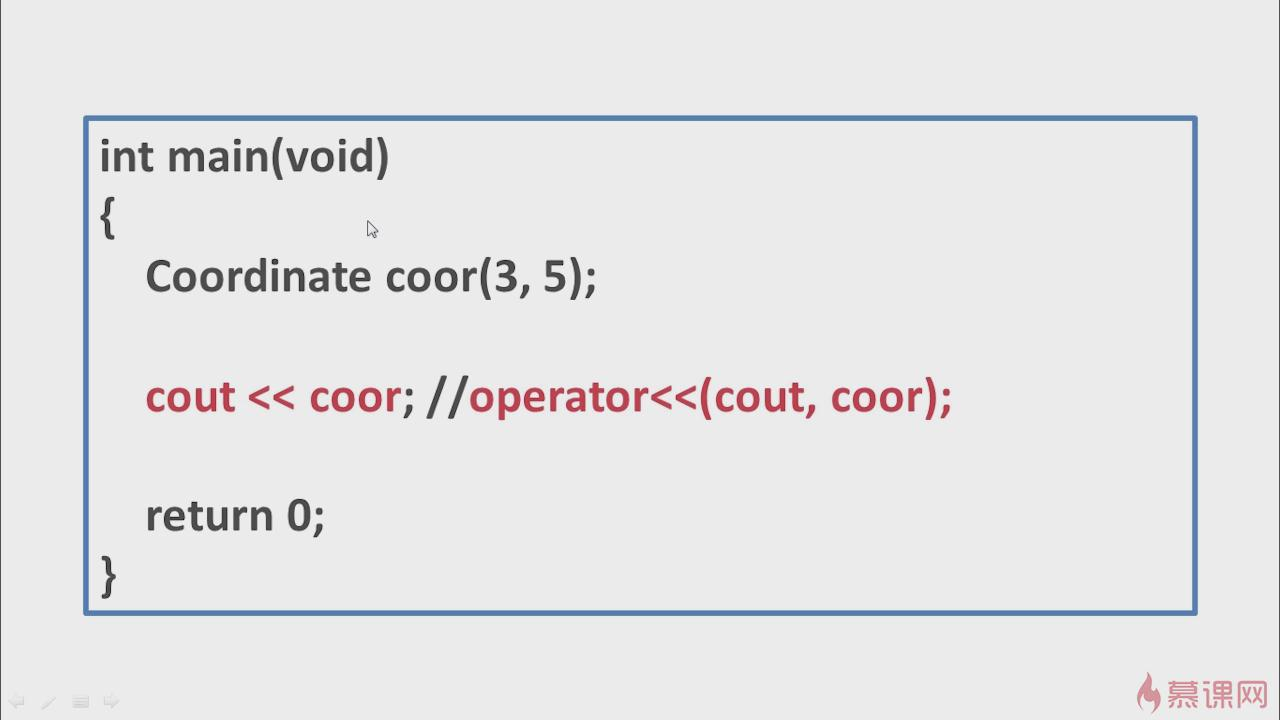 int main(void)
{
Coordinate coor(3, 5);
cout << coor; //operator<<(cout, coor);
return 0;
}
慕课网